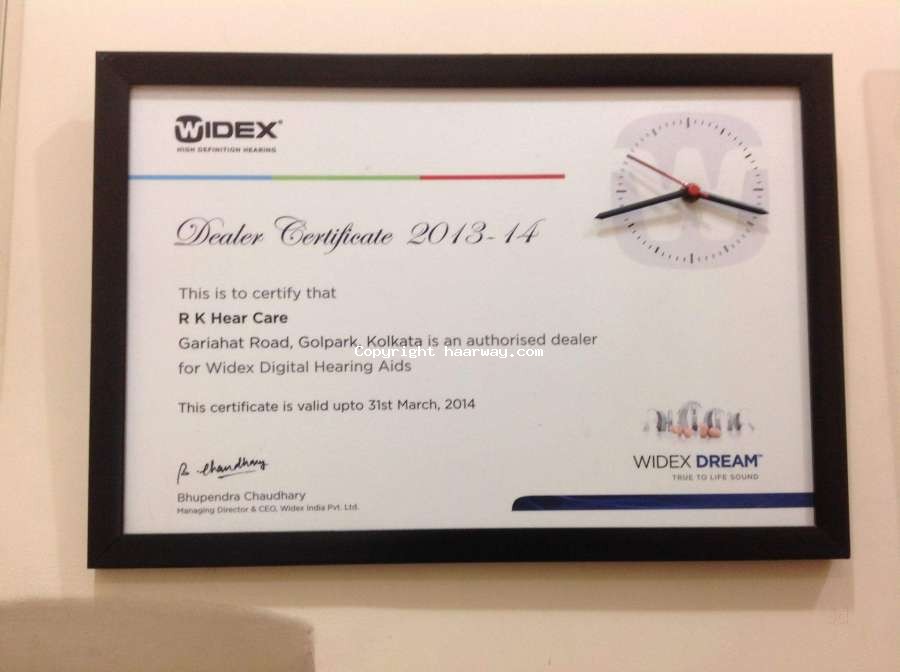 WIDEX®
HIGH DEFINITION HEARING
Dealer Certificate 2013-14
This is to certify that
R K Hear Care
Gariahat Road, Golpark, Kolkata is an authorised dealer
Copyright haarway.com
for Widex Digital Hearing Aids
This certificate is valid upto 31st March, 2014
WIDEX DREAM™
TRUE TO LIFE SOUND
Chaudhary
Bhupendra Chaudhary
Managing Director & CEO, Widex India Pvt. Ltd.